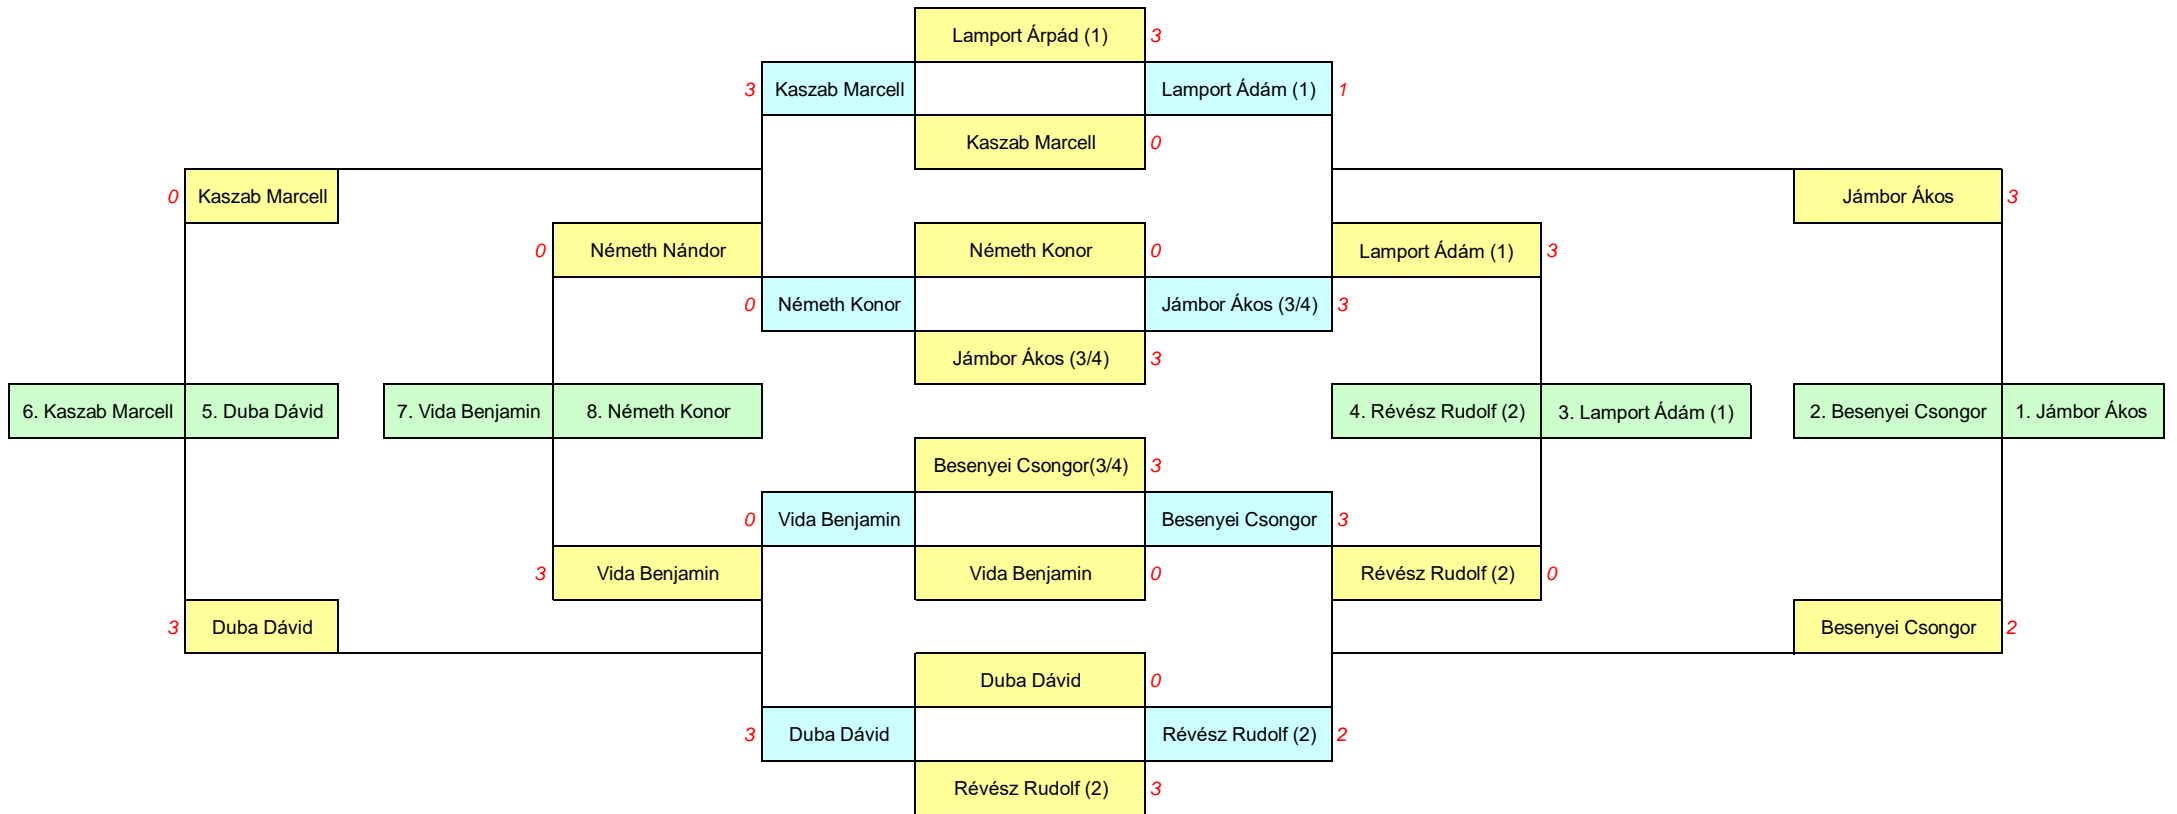 Lamport Árpád (1) 3
3 Kaszab Marcell Lamport Ádám (1) 1
Kaszab Marcell 0
0 Kaszab Marcell Jámbor Ákos 3
0 Németh Nándor Németh Konor 0 Lamport Ádám (1) 3
0 Németh Konor Jámbor Ákos (3/4) 3
Jámbor Ákos (3/4) 3
6. Kaszab Marcell 5. Duba Dávid 7. Vida Benjamin 8. Németh Konor 4. Révész Rudolf (2) 3. Lamport Ádám (1) 2. Besenyei Csongor 1. Jámbor Ákos
Besenyei Csongor(3/4) 3
0 Vida Benjamin Besenyei Csongor 3
3 Vida Benjamin Vida Benjamin 0 Révész Rudolf (2) 0
3 Duba Dávid Besenyei Csongor 2
Duba Dávid 0
3 Duba Dávid Révész Rudolf (2) 2
Révész Rudolf (2) 3